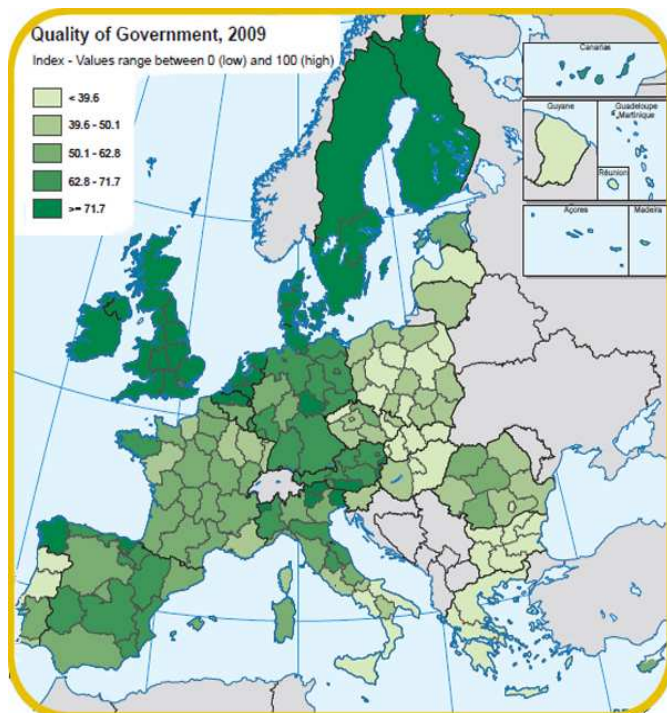 Quality of Government, 2009
Index - Values range between 0 (low) and 100 (high)
< 39.6
39.6 - 50.1
50.1 - 62.8
62.8 - 71.7
>= 71.7
Canarias
Guyane
Guadeloupe
Martinique
Réunion
Açores
Madeira